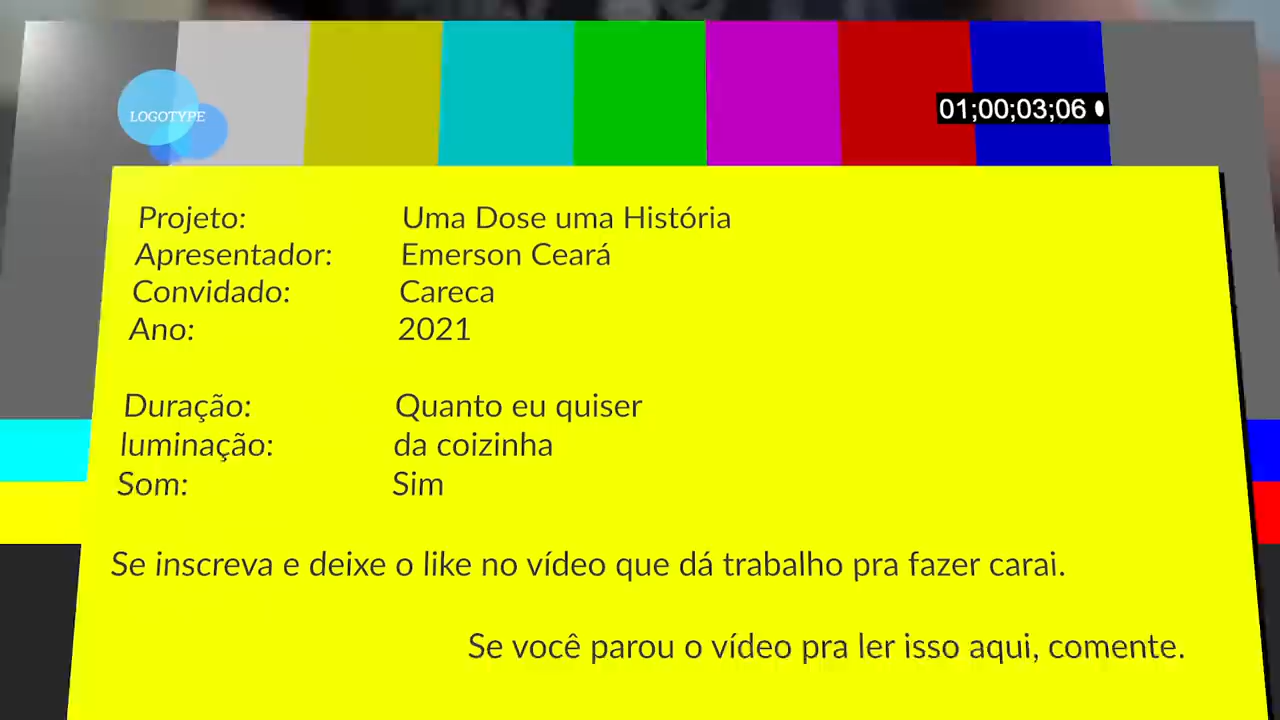 LOGOTYPE
01;00;03;06
Projeto: Uma Dose uma História
Apresentador: Emerson Ceará
Convidado: Careca
Ano: 2021
Duração: Quanto eu quiser
luminação: da coizinha
Som: Sim
Se inscreva e deixe o like no vídeo que dá trabalho pra fazer carai.
Se você parou o vídeo pra ler isso aqui, comente.